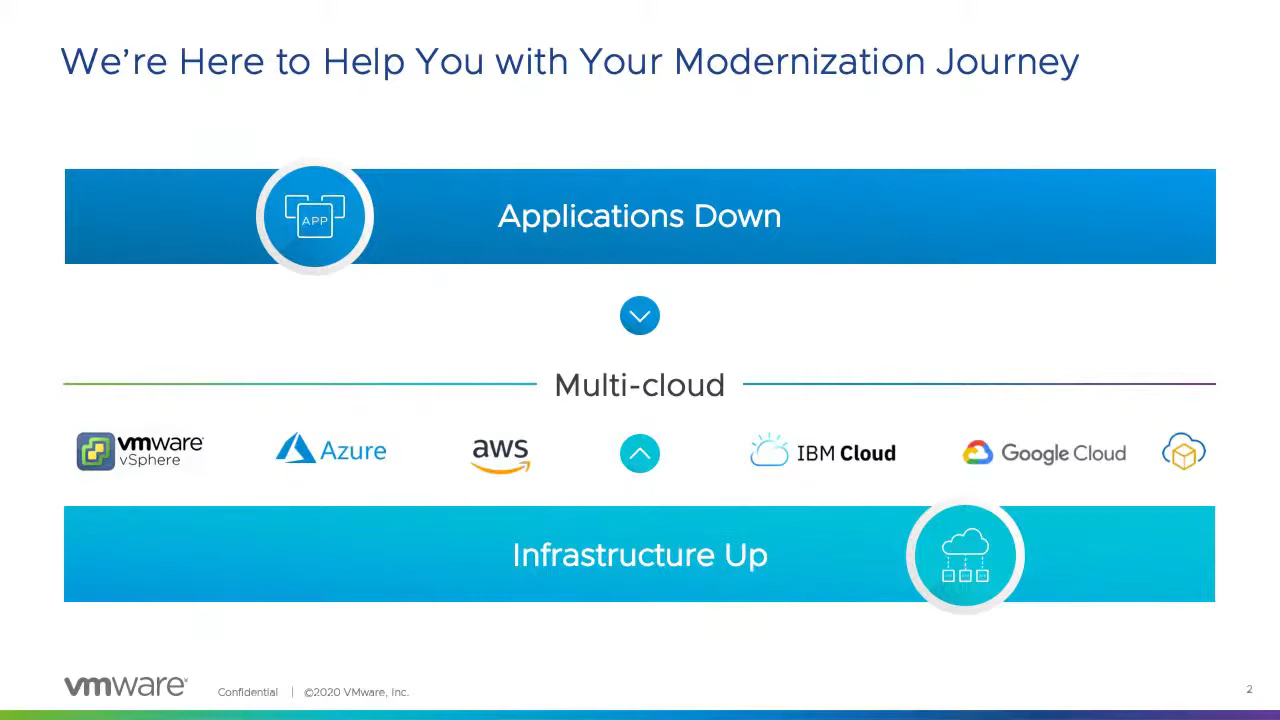 We're Here to Help You with Your Modernization Journey
APP
Applications Down
Multi-cloud
vmware vSphere
Azure
aws
IBM Cloud
Google Cloud
Infrastructure Up
vmware Confidential | ©2020 VMware, Inc.
2